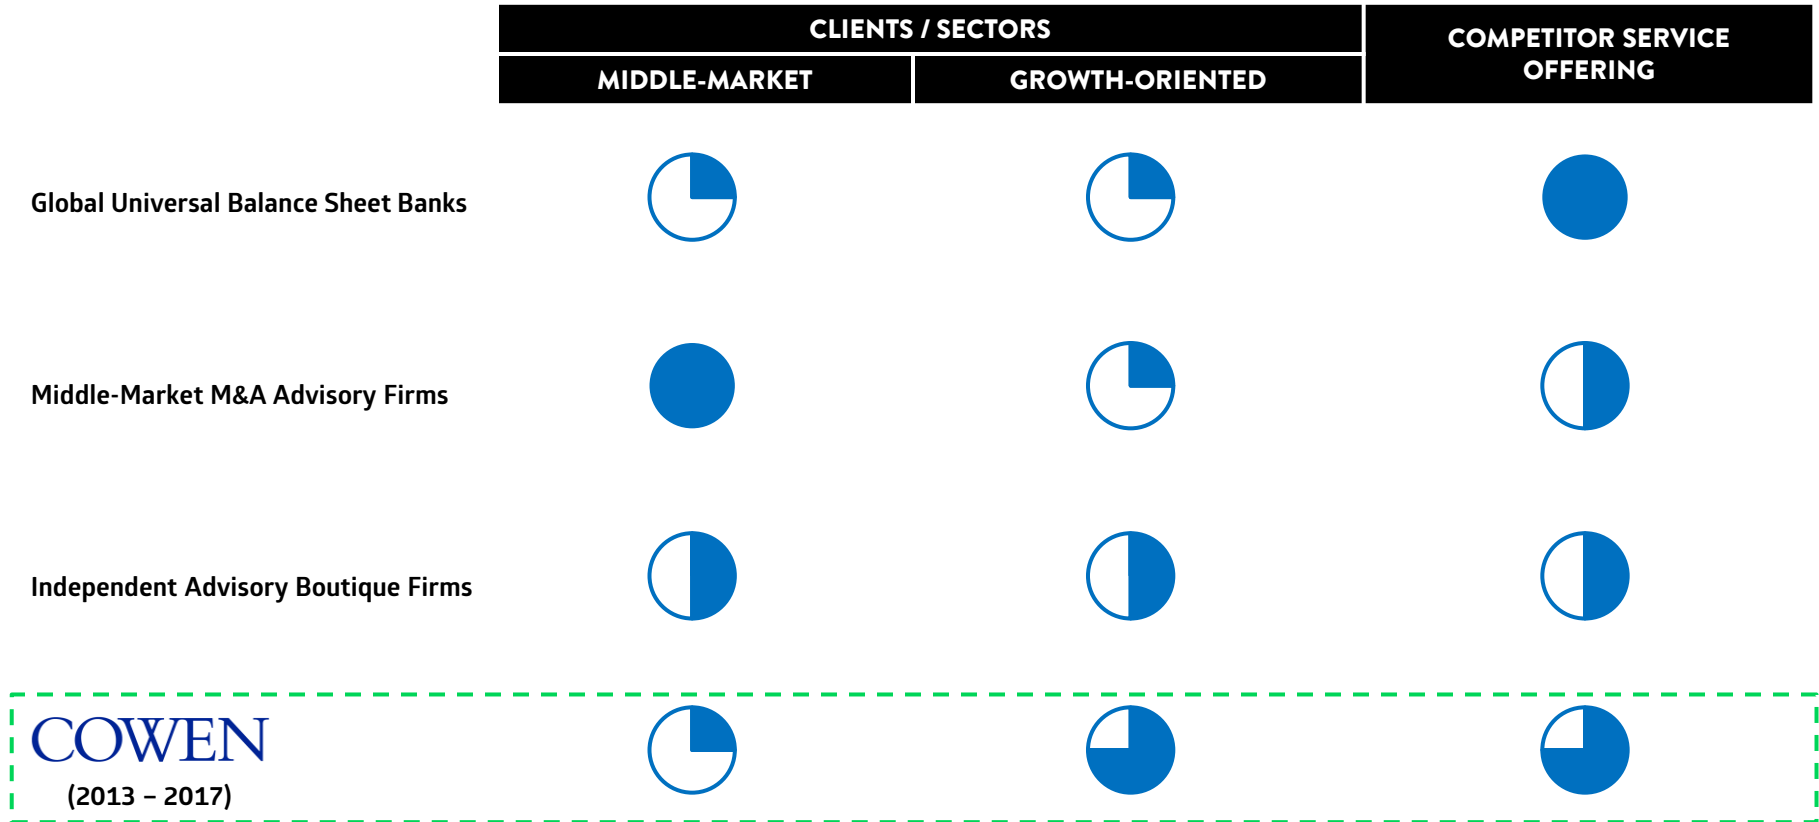 CLIENTS / SECTORS
COMPETITOR SERVICE
OFFERING
MIDDLE-MARKET
GROWTH-ORIENTED
Global Universal Balance Sheet Banks
Middle-Market M&A Advisory Firms
Independent Advisory Boutique Firms
COWEN
(2013 – 2017)